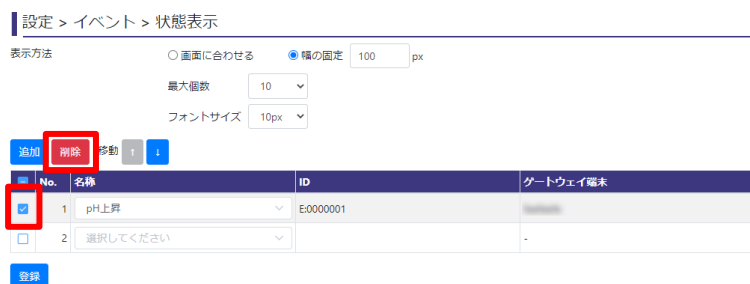 設定 > イベント > 状態表示
表示方法 画面に合わせる 幅の固定 100 px
最大個数 10
フォントサイズ 10px
追加 削除 移動 ↑ ↓
No. 名称 ID ゲートウェイ端末
1 pH上昇 E:0000001
2 選択してください -
登録